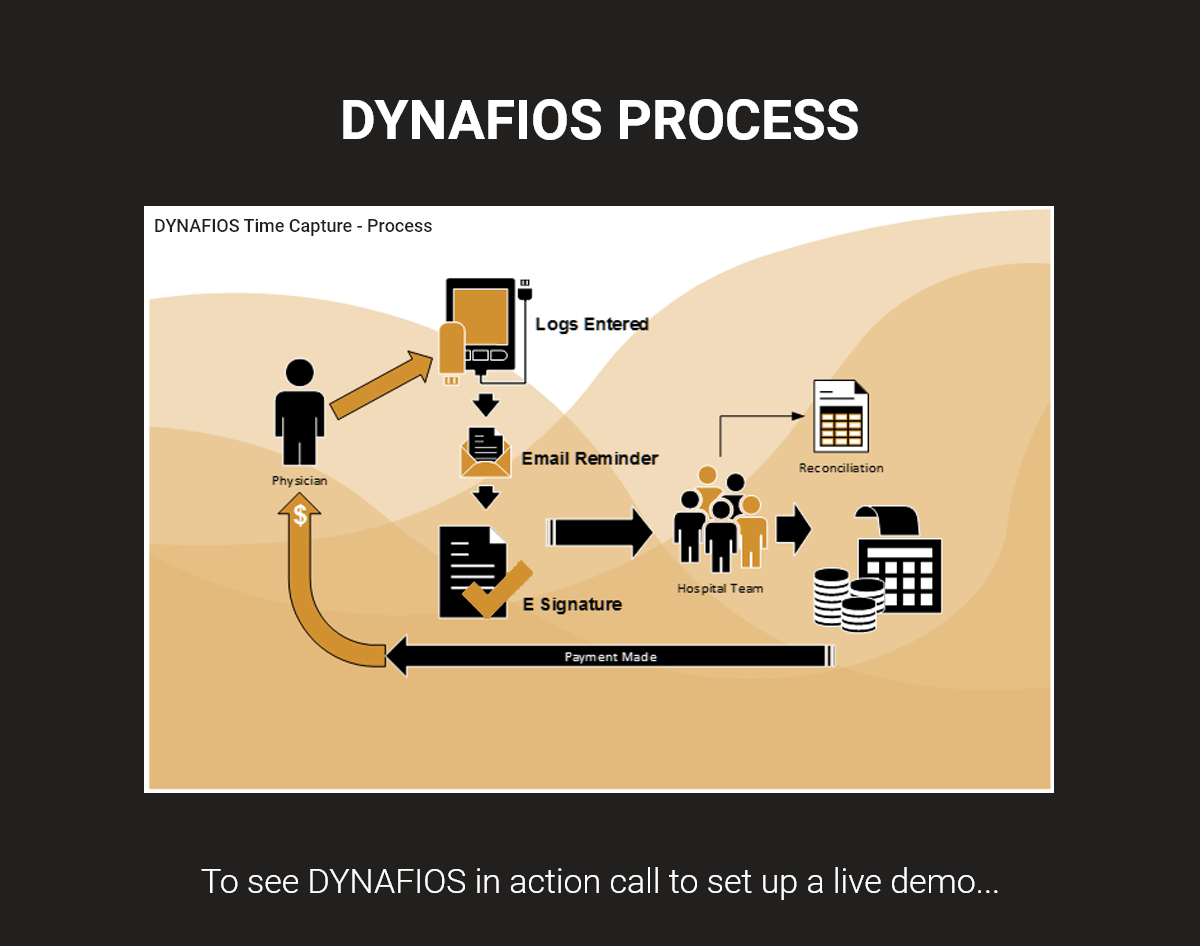 DYNAFIOS PROCESS
DYNAFIOS Time Capture - Process
Logs Entered
Email Reminder
Physician
Reconciliation
$
E Signature
Hospital Team
Payment Made
To see DYNAFIOS in action call to set up a live demo...